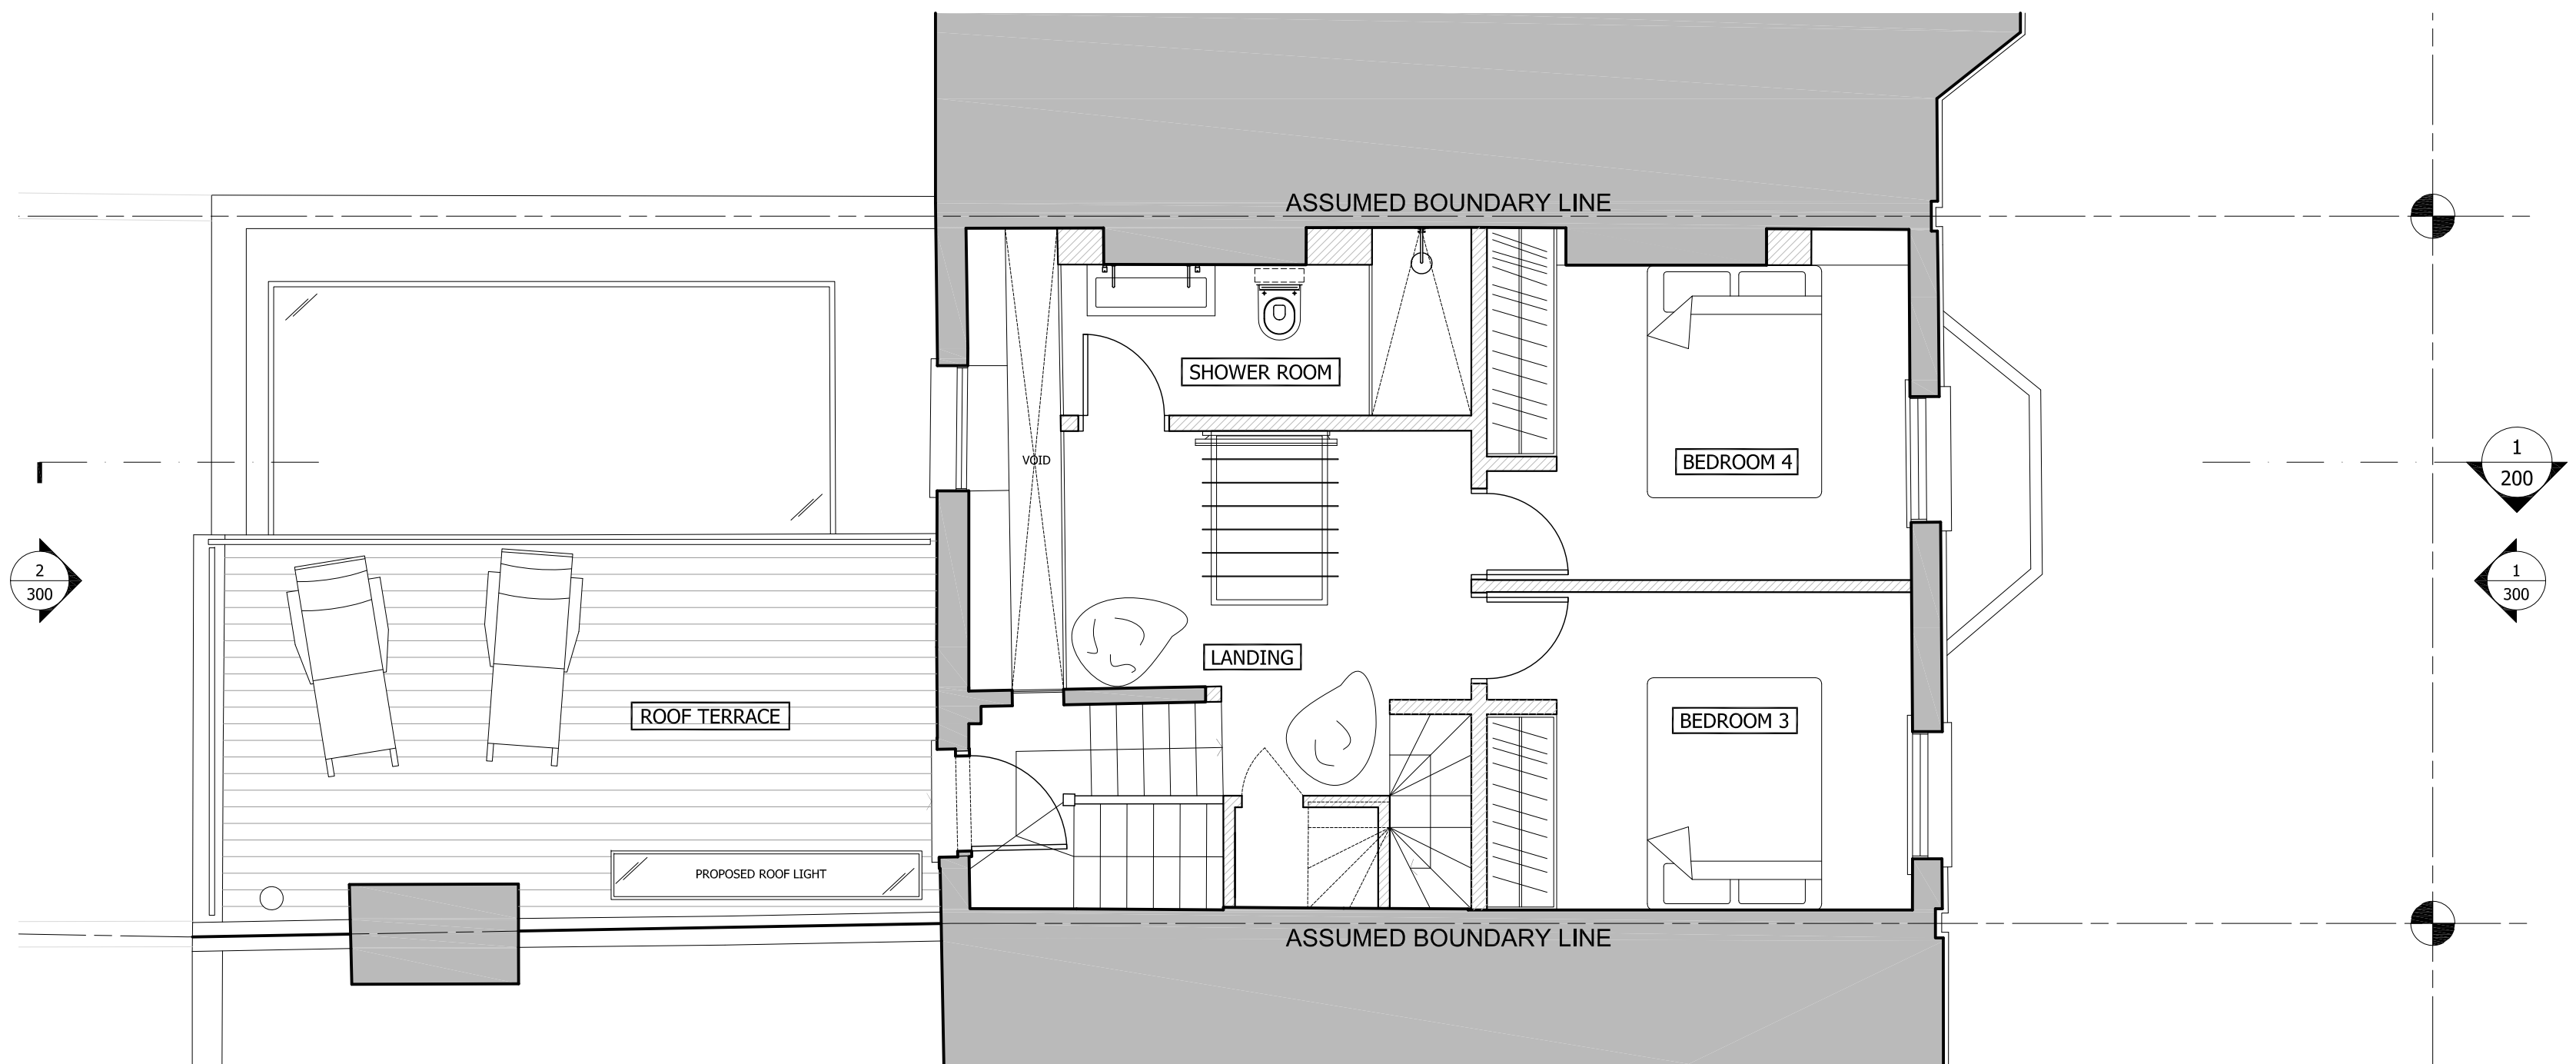 ASSUMED BOUNDARY LINE
SHOWER ROOM
VOID
BEDROOM 4
1
200
2
300
1
300
LANDING
ROOF TERRACE
BEDROOM 3
PROPOSED ROOF LIGHT
ASSUMED BOUNDARY LINE